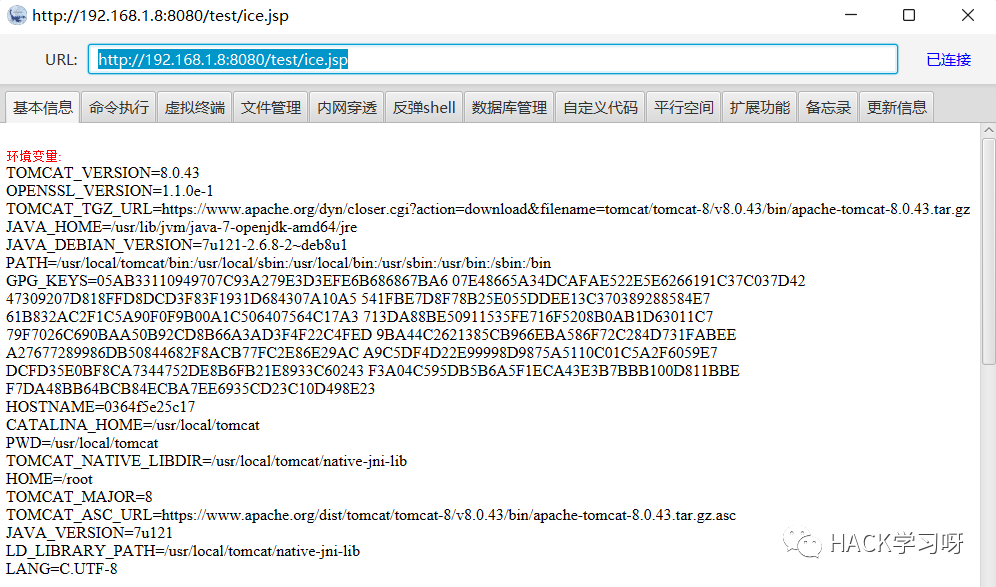 http://192.168.1.8:8080/test/ice.jsp
URL: http://192.168.1.8:8080/test/ice.jsp 已连接
基本信息 命令执行 虚拟终端 文件管理 内网穿透 反弹shell 数据库管理 自定义代码 平行空间 扩展功能 备忘录 更新信息
环境变量:
TOMCAT_VERSION=8.0.43
OPENSSL_VERSION=1.1.0e-1
TOMCAT_TGZ_URL=https://www.apache.org/dyn/closer.cgi?action=download&filename=tomcat/tomcat-8/v8.0.43/bin/apache-tomcat-8.0.43.tar.gz
JAVA_HOME=/usr/lib/jvm/java-7-openjdk-amd64/jre
JAVA_DEBIAN_VERSION=7u121-2.6.8-2~deb8u1
PATH=/usr/local/tomcat/bin:/usr/local/sbin:/usr/local/bin:/usr/sbin:/usr/bin:/sbin:/bin
GPG_KEYS=05AB33110949707C93A279E3D3EFE6B686867BA6 07E48665A34DCAFAE522E5E6266191C37C037D42
47309207D818FFD8DCD3F83F1931D684307A10A5 541FBE7D8F78B25E055DDEE13C370389288584E7
61B832AC2F1C5A90F0F9B00A1C506407564C17A3 713DA88BE50911535FE716F5208B0AB1D63011C7
79F7026C690BAA50B92CD8B66A3AD3F4F22C4FED 9BA44C2621385CB966EBA586F72C284D731FABEE
A27677289986DB50844682F8ACB77FC2E86E29AC A9C5DF4D22E99998D9875A5110C01C5A2F6059E7
DCFD35E0BF8CA7344752DE8B6FB21E8933C60243 F3A04C595DB5B6A5F1ECA43E3B7BBB100D811BBE
F7DA48BB64BCB84ECBA7EE6935CD23C10D498E23
HOSTNAME=0364f5e25c17
CATALINA_HOME=/usr/local/tomcat
PWD=/usr/local/tomcat
TOMCAT_NATIVE_LIBDIR=/usr/local/tomcat/native-jni-lib
HOME=/root
TOMCAT_MAJOR=8
TOMCAT_ASC_URL=https://www.apache.org/dist/tomcat/tomcat-8/v8.0.43/bin/apache-tomcat-8.0.43.tar.gz.asc
JAVA_VERSION=7u121
LD_LIBRARY_PATH=/usr/local/tomcat/native-jni-lib
LANG=C.UTF-8
HACK学习呀